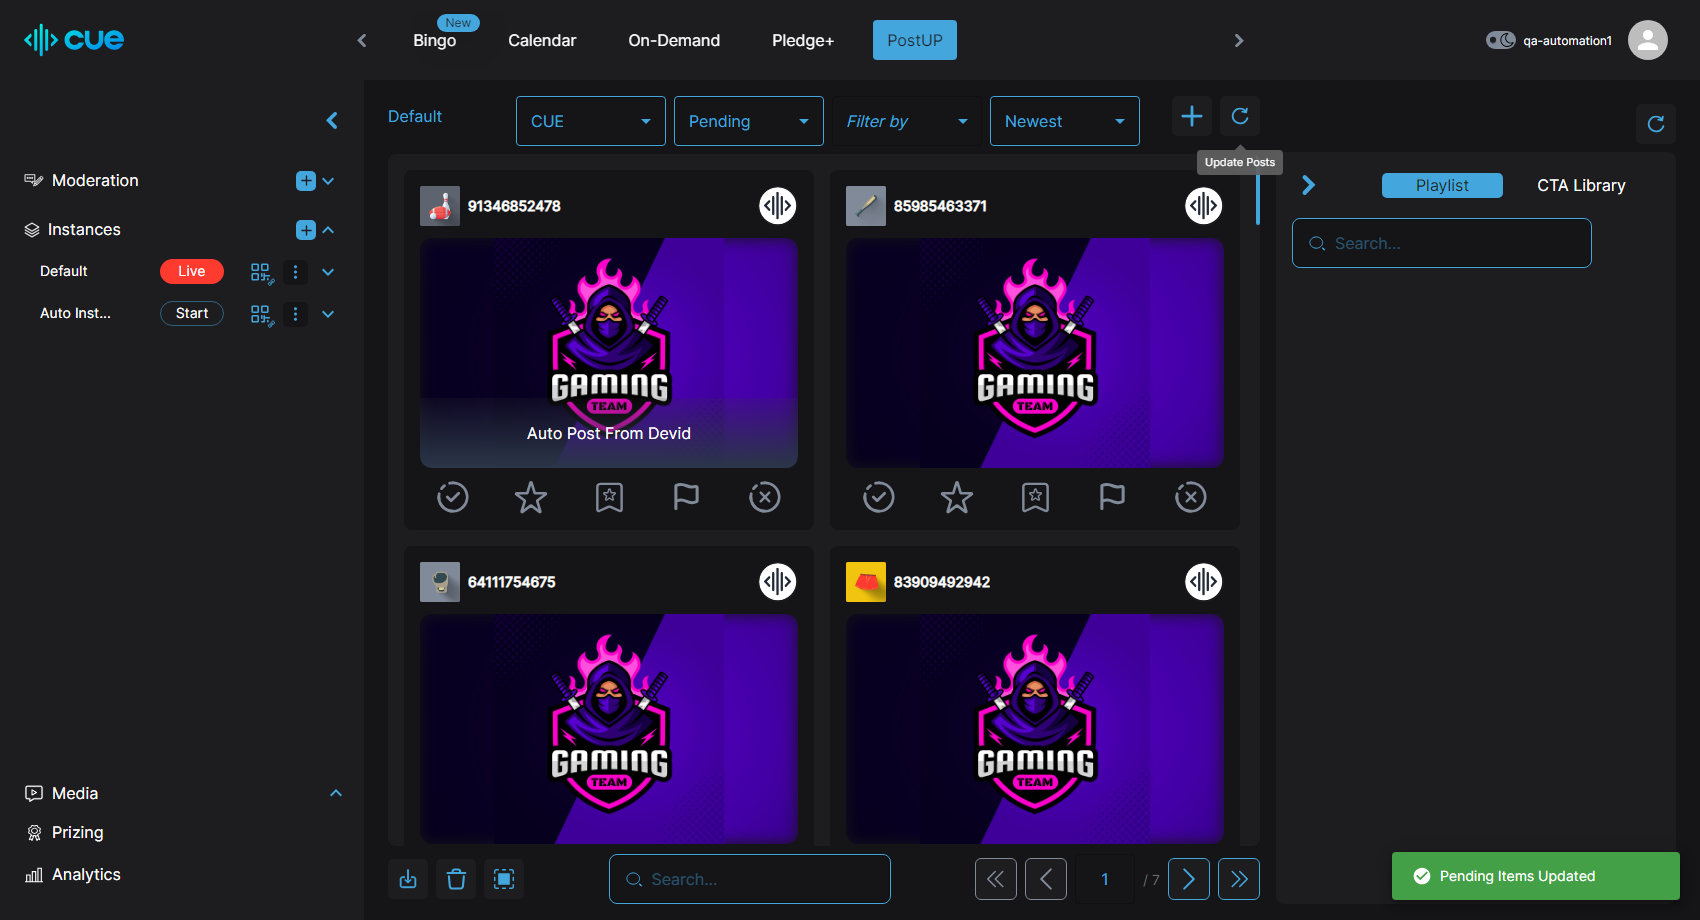 cue
New
Bingo
Calendar
On-Demand
Pledge+
PostUP
qa-automation1
Default
CUE
Pending
Filter by
Newest
Update Posts
Moderation
Instances
Default
Live
Auto Inst...
Start
Media
Prizing
Analytics
91346852478
GAMING
TEAM
Auto Post From Devid
85985463371
GAMING
TEAM
64111754675
GAMING
TEAM
83909492942
GAMING
TEAM
Playlist
CTA Library
Search...
Search...
1
/ 7
Pending Items Updated